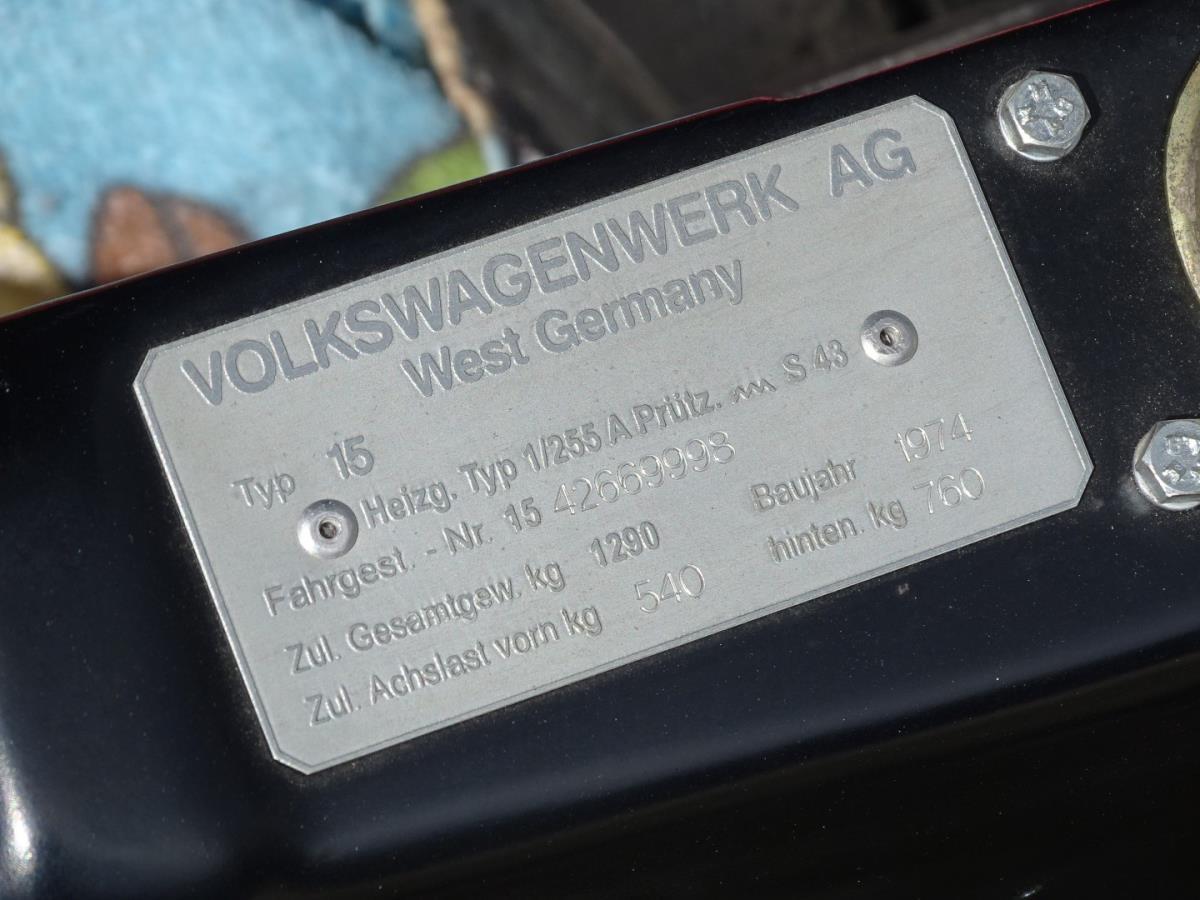 VOLKSWAGENWERK AG
West Germany
Typ 15
Heizg. Typ 1/255 A Prütz. ᨓ S 43
Fahrgest. - Nr. 15 42669998
Zul. Gesamtgew. kg 1290 Baujahr 1974
Zul. Achslast vorn kg 540 hinten. kg 760